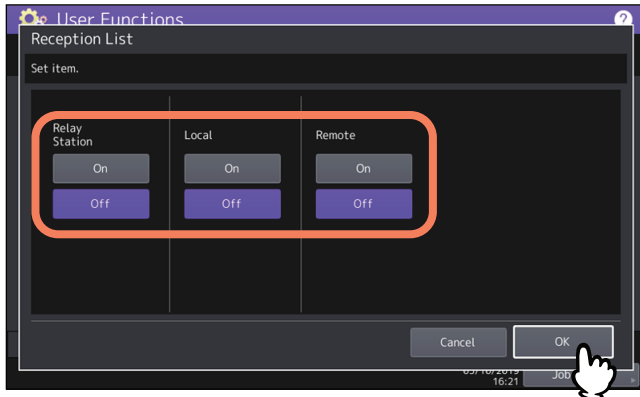 User Functions
?
Reception List
Set item.
Relay
Station
Local
Remote
On
On
On
Off
Off
Off
Cancel
OK
16:21
Job